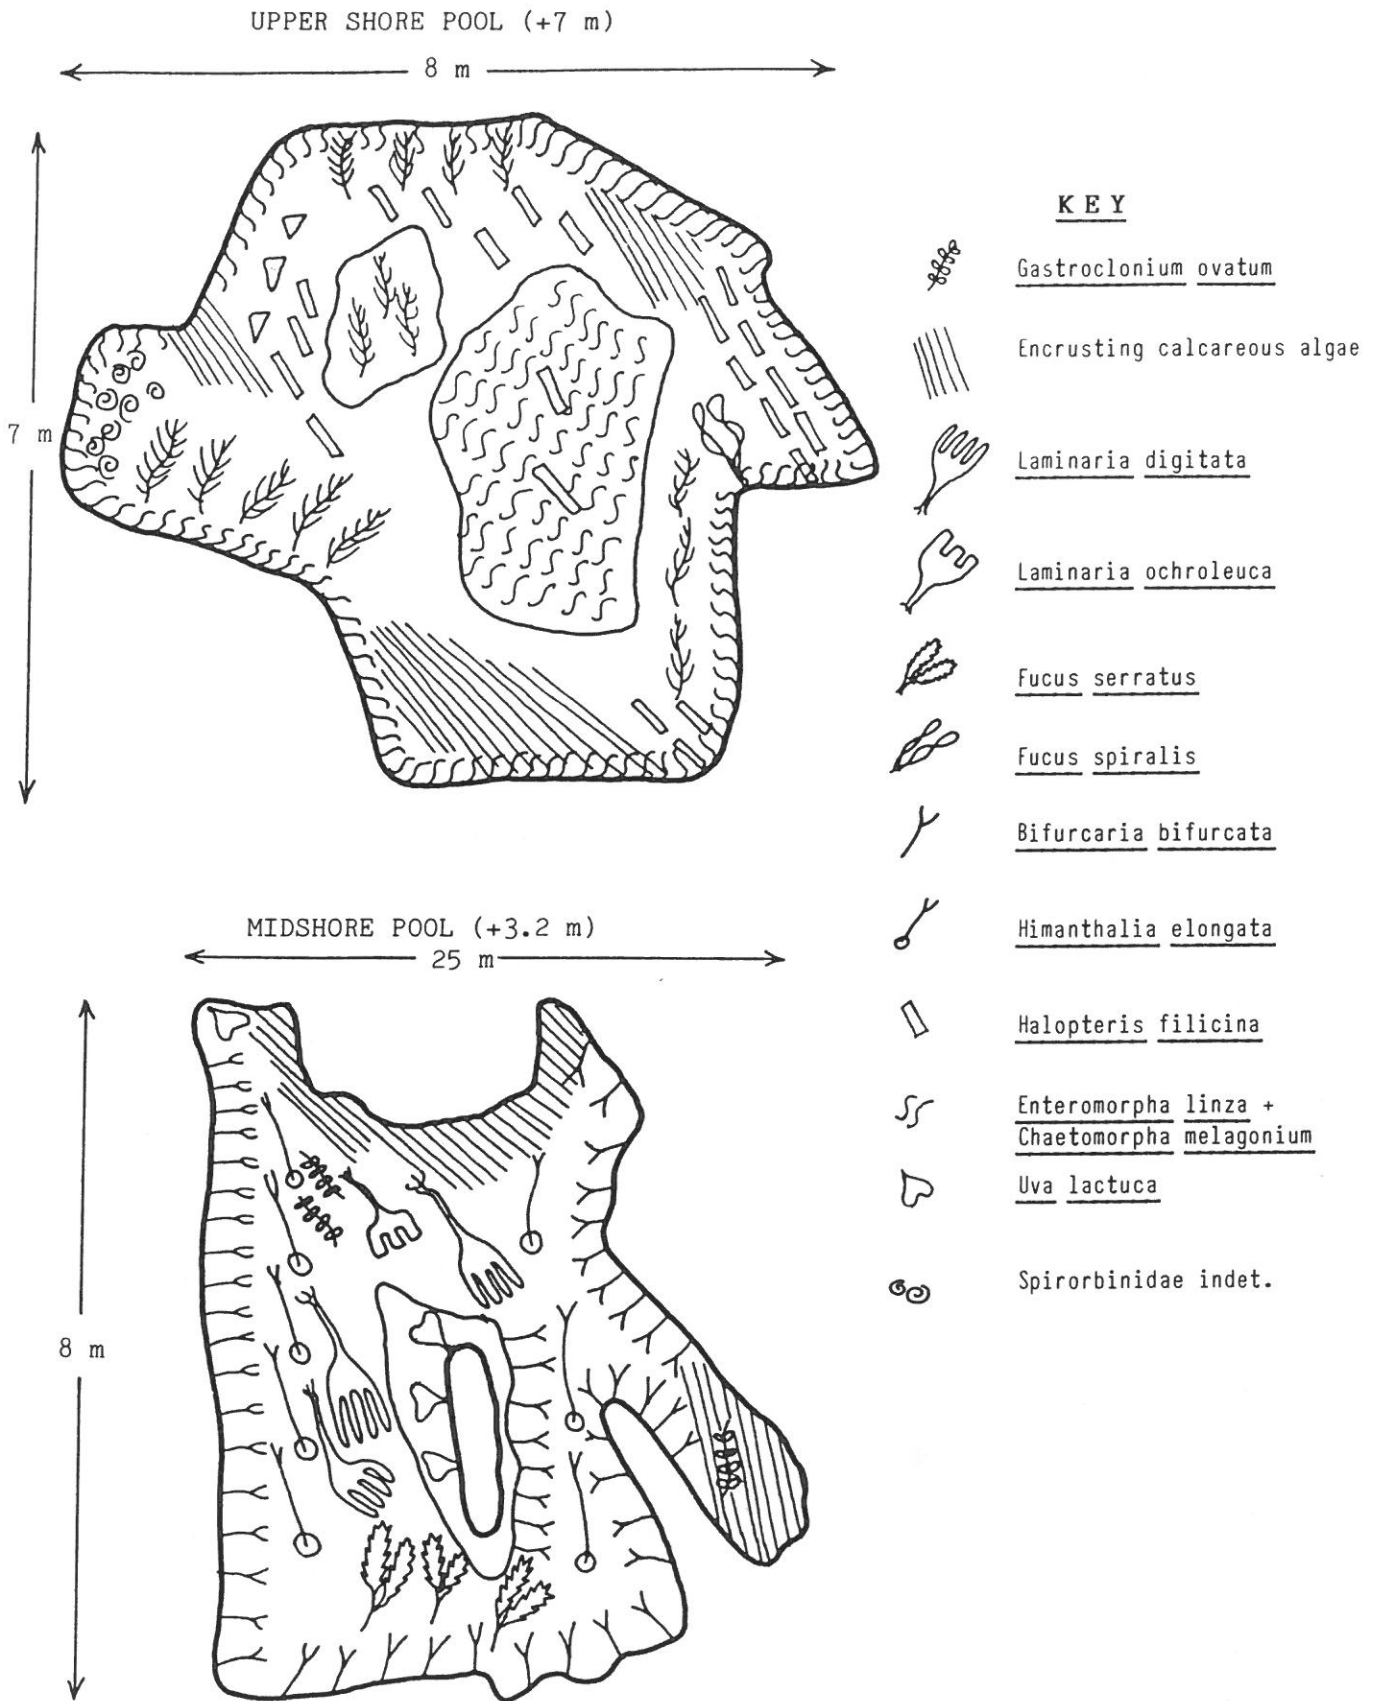 UPPER SHORE POOL (+7 m)
8 m
7 m
KEY
Gastroclonium ovatum
Encrusting calcareous algae
Laminaria digitata
Laminaria ochroleuca
Fucus serratus
Fucus spiralis
Bifurcaria bifurcata
Himanthalia elongata
Halopteris filicina
Enteromorpha linza +
Chaetomorpha melagonium
Uva lactuca
Spirorbinidae indet.
MIDSHORE POOL (+3.2 m)
25 m
8 m